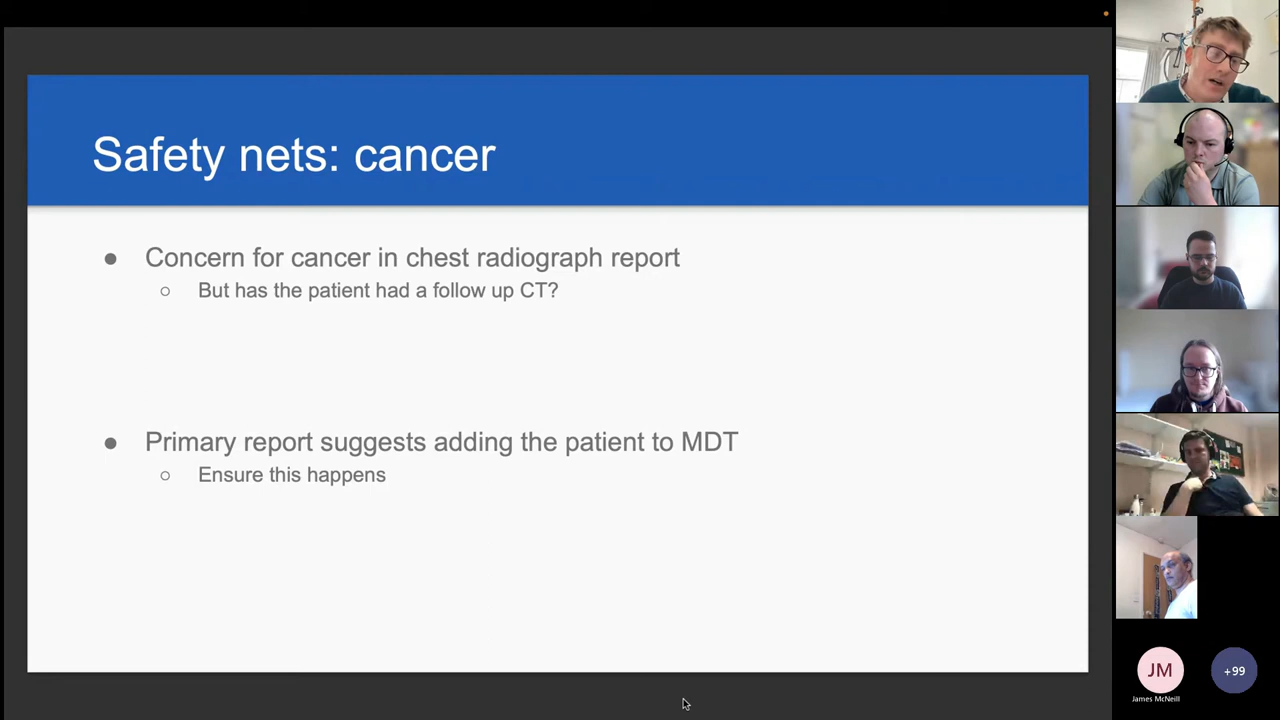 Safety nets: cancer
● Concern for cancer in chest radiograph report
○ But has the patient had a follow up CT?
● Primary report suggests adding the patient to MDT
○ Ensure this happens
JM
James McNeill
+99